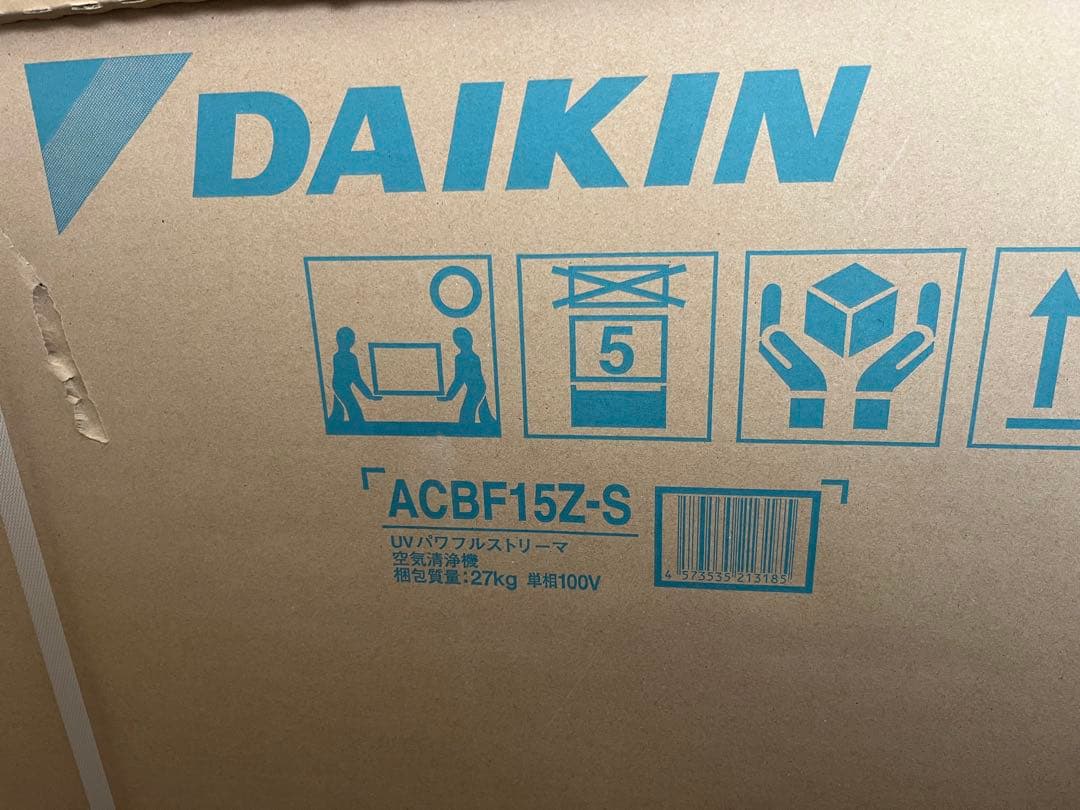 DAIKIN
5
ACBF15Z-S
UVパワフルストリーマ
空気清浄機
梱包質量:27kg 単相100V
4 573535 213185